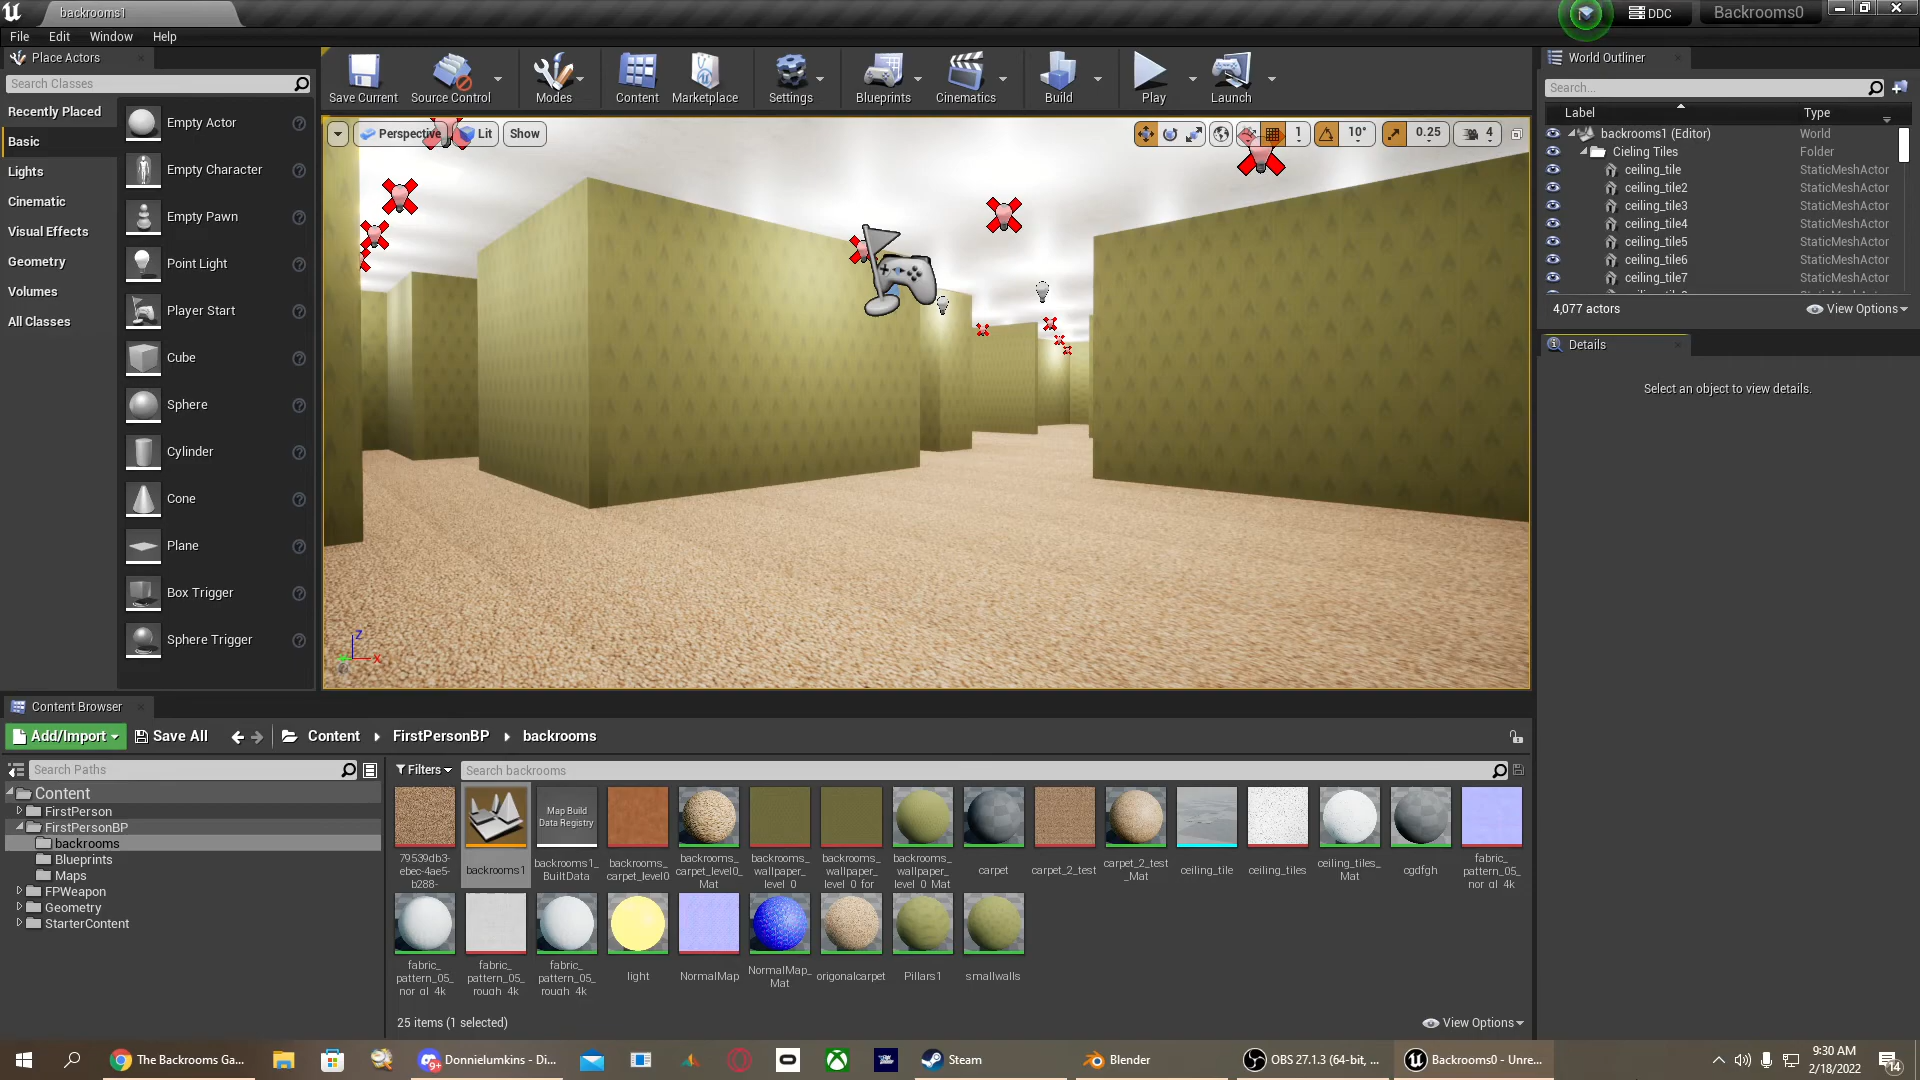 backrooms1
DDC
Backrooms0
File Edit Window Help
Place Actors
World Outliner
Search Classes
Recently Placed
Basic
Lights
Cinematic
Visual Effects
Geometry
Volumes
All Classes
Empty Actor
Empty Character
Empty Pawn
Point Light
Player Start
Cube
Sphere
Cylinder
Cone
Plane
Box Trigger
Sphere Trigger
Save Current
Source Control
Modes
Content
Marketplace
Settings
Blueprints
Cinematics
Build
Play
Launch
Perspective
Lit
Show
1
10°
0.25
4
Z
X
Search...
Label Type
backrooms1 (Editor) World
Cieling Tiles Folder
ceiling_tile StaticMeshActor
ceiling_tile2 StaticMeshActor
ceiling_tile3 StaticMeshActor
ceiling_tile4 StaticMeshActor
ceiling_tile5 StaticMeshActor
ceiling_tile6 StaticMeshActor
ceiling_tile7 StaticMeshActor
4,077 actors
View Options
Details
Select an object to view details.
Content Browser
Add/Import
Save All
Content
FirstPersonBP
backrooms
Search Paths
Filters
Search backrooms
Content
FirstPerson
FirstPersonBP
backrooms
Blueprints
Maps
FPWeapon
Geometry
StarterContent
79539db3-
ebec-4ae5-
b288-
backrooms1
Map Build
Data Registry
backrooms1_
BuiltData
backrooms_
carpet_level0
backrooms_
carpet_level0_
Mat
backrooms_
wallpaper_
level_0
backrooms_
wallpaper_
level_0_for
backrooms_
wallpaper_
level_0_Mat
carpet
carpet_2_test
carpet_2_test
_Mat
ceiling_tile
ceiling_tiles
ceiling_tiles_
Mat
cgdfgh
fabric_
pattern_05_
nor_gl_4k
fabric_
pattern_05_
nor_gl_4k
fabric_
pattern_05_
rough_4k
fabric_
pattern_05_
rough_4k
light
NormalMap
NormalMap_
Mat
origonalcarpet
Pillars1
smallwalls
25 items (1 selected)
View Options
The Backrooms Ga...
9+
Donnielumkins - Di...
Steam
Blender
OBS 27.1.3 (64-bit, ...
Backrooms0 - Unre...
9:30 AM
2/18/2022
14